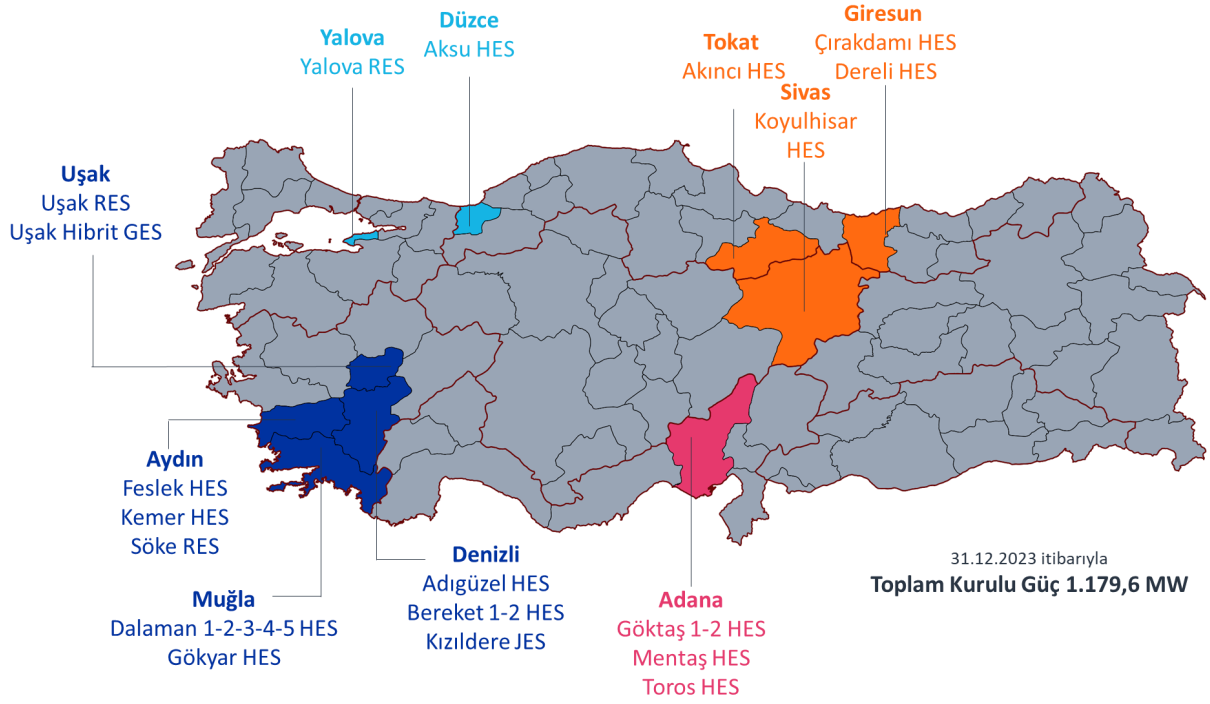 Yalova
Yalova RES
Düzce
Aksu HES
Tokat
Akıncı HES
Giresun
Çırakdamı HES
Dereli HES
Sivas
Koyulhisar
HES
Uşak
Uşak RES
Uşak Hibrit GES
Aydın
Feslek HES
Kemer HES
Söke RES
Muğla
Dalaman 1-2-3-4-5 HES
Gökyar HES
Denizli
Adıgüzel HES
Bereket 1-2 HES
Kızıldere JES
Adana
Göktaş 1-2 HES
Mentaş HES
Toros HES
31.12.2023 itibarıyla
Toplam Kurulu Güç 1.179,6 MW